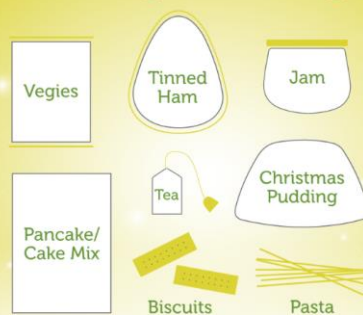 Vegies
Tinned
Ham
Jam
Tea
Christmas
Pudding
Pancake/
Cake Mix
Biscuits
Pasta